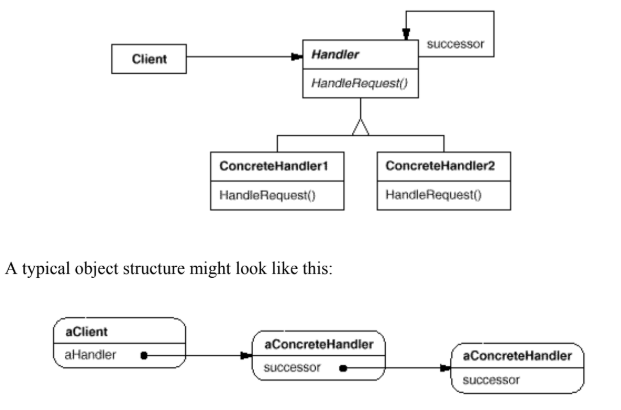 successor
Client
Handler
HandleRequest()
ConcreteHandler1
ConcreteHandler2
HandleRequest()
HandleRequest()
A typical object structure might look like this:
aClient
aHandler
aConcreteHandler
successor
aConcreteHandler
successor